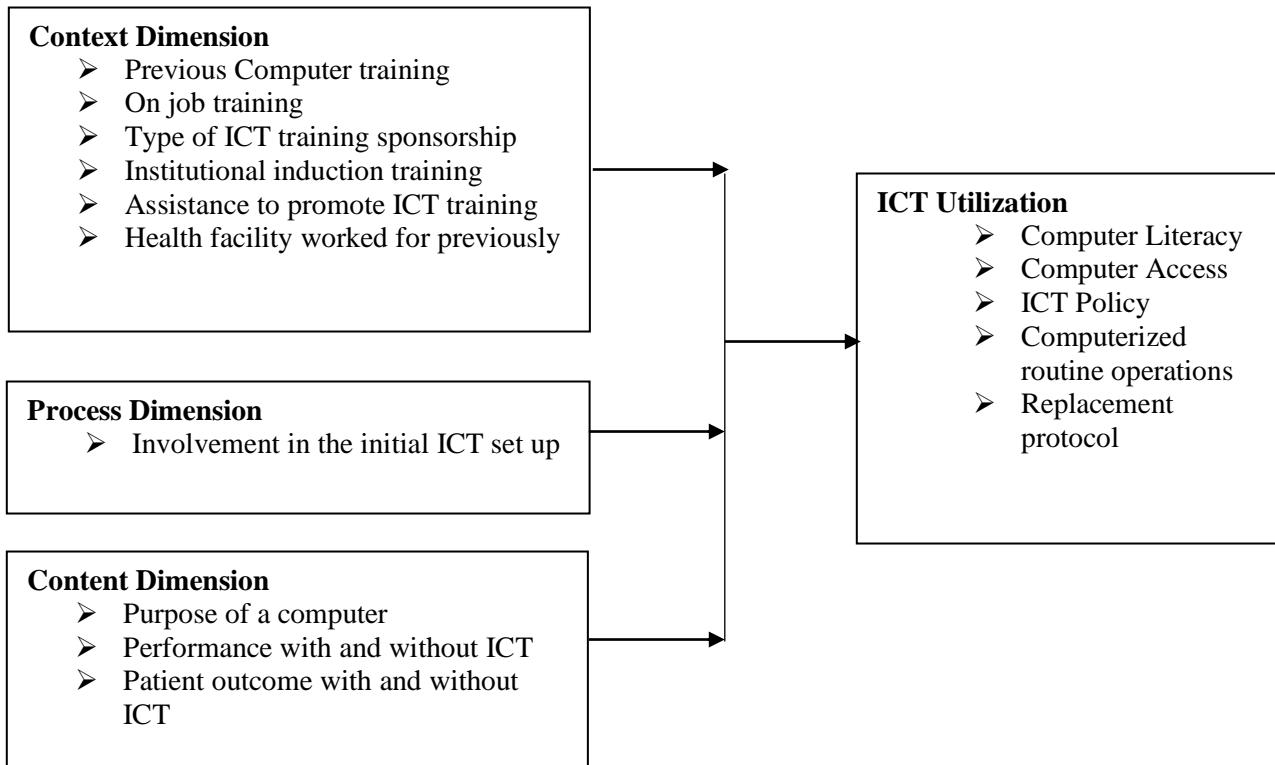 Context Dimension
➢ Previous Computer training
➢ On job training
➢ Type of ICT training sponsorship
➢ Institutional induction training
➢ Assistance to promote ICT training
➢ Health facility worked for previously
Process Dimension
➢ Involvement in the initial ICT set up
Content Dimension
➢ Purpose of a computer
➢ Performance with and without ICT
➢ Patient outcome with and without
ICT
ICT Utilization
➢ Computer Literacy
➢ Computer Access
➢ ICT Policy
➢ Computerized
routine operations
➢ Replacement
protocol